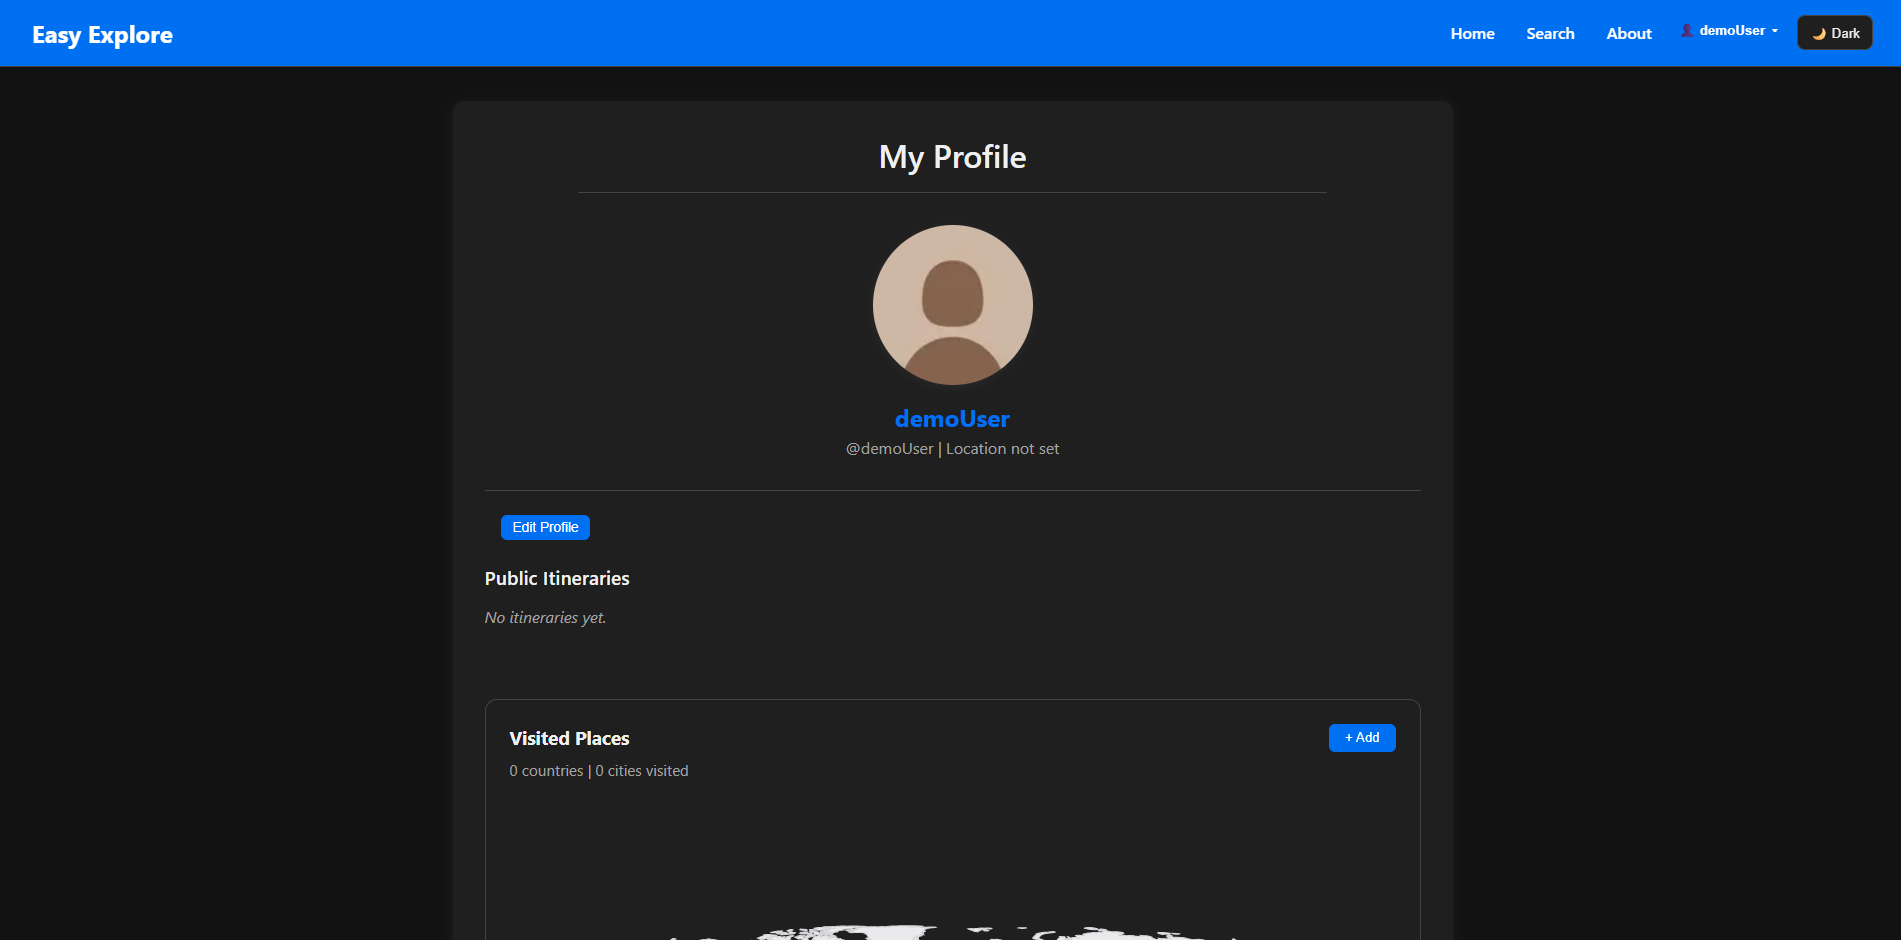 Easy Explore
Home Search About demoUser Dark
My Profile
demoUser
@demoUser | Location not set
Edit Profile
Public Itineraries
No itineraries yet.
Visited Places
+ Add
0 countries | 0 cities visited